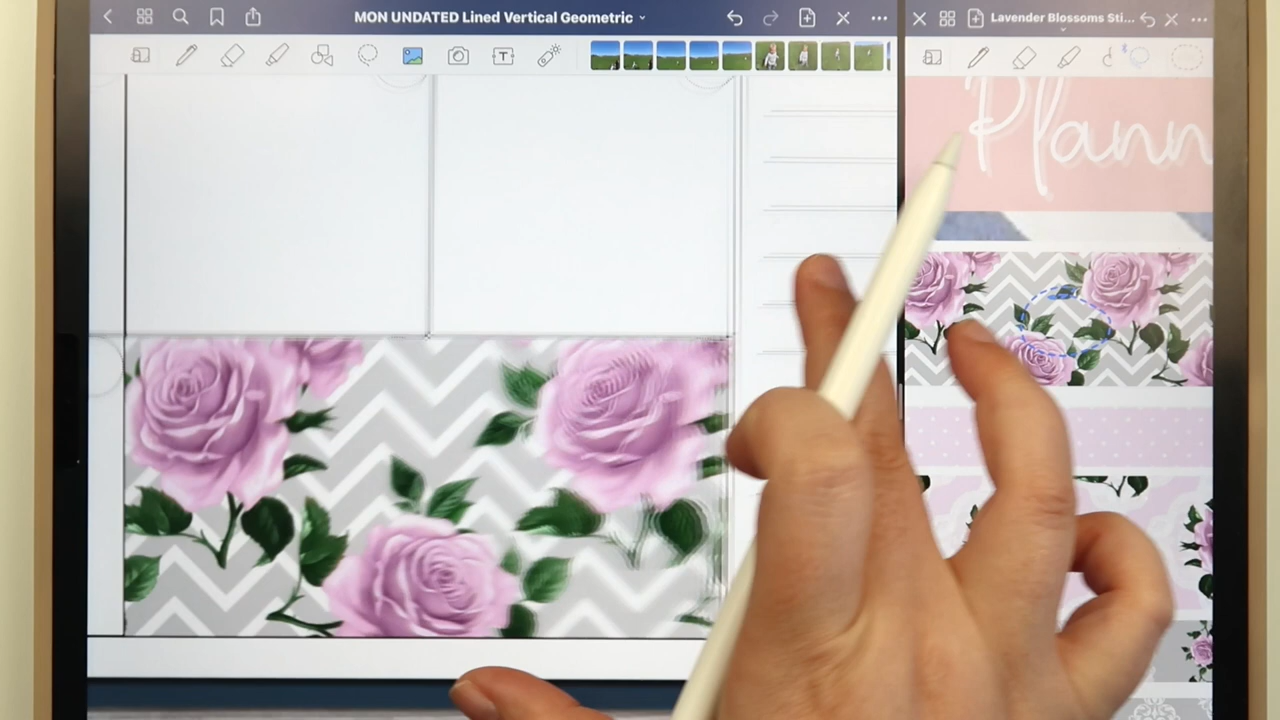 MON UNDATED Lined Vertical Geometric
Lavender Blossoms Sti...
T
Plann